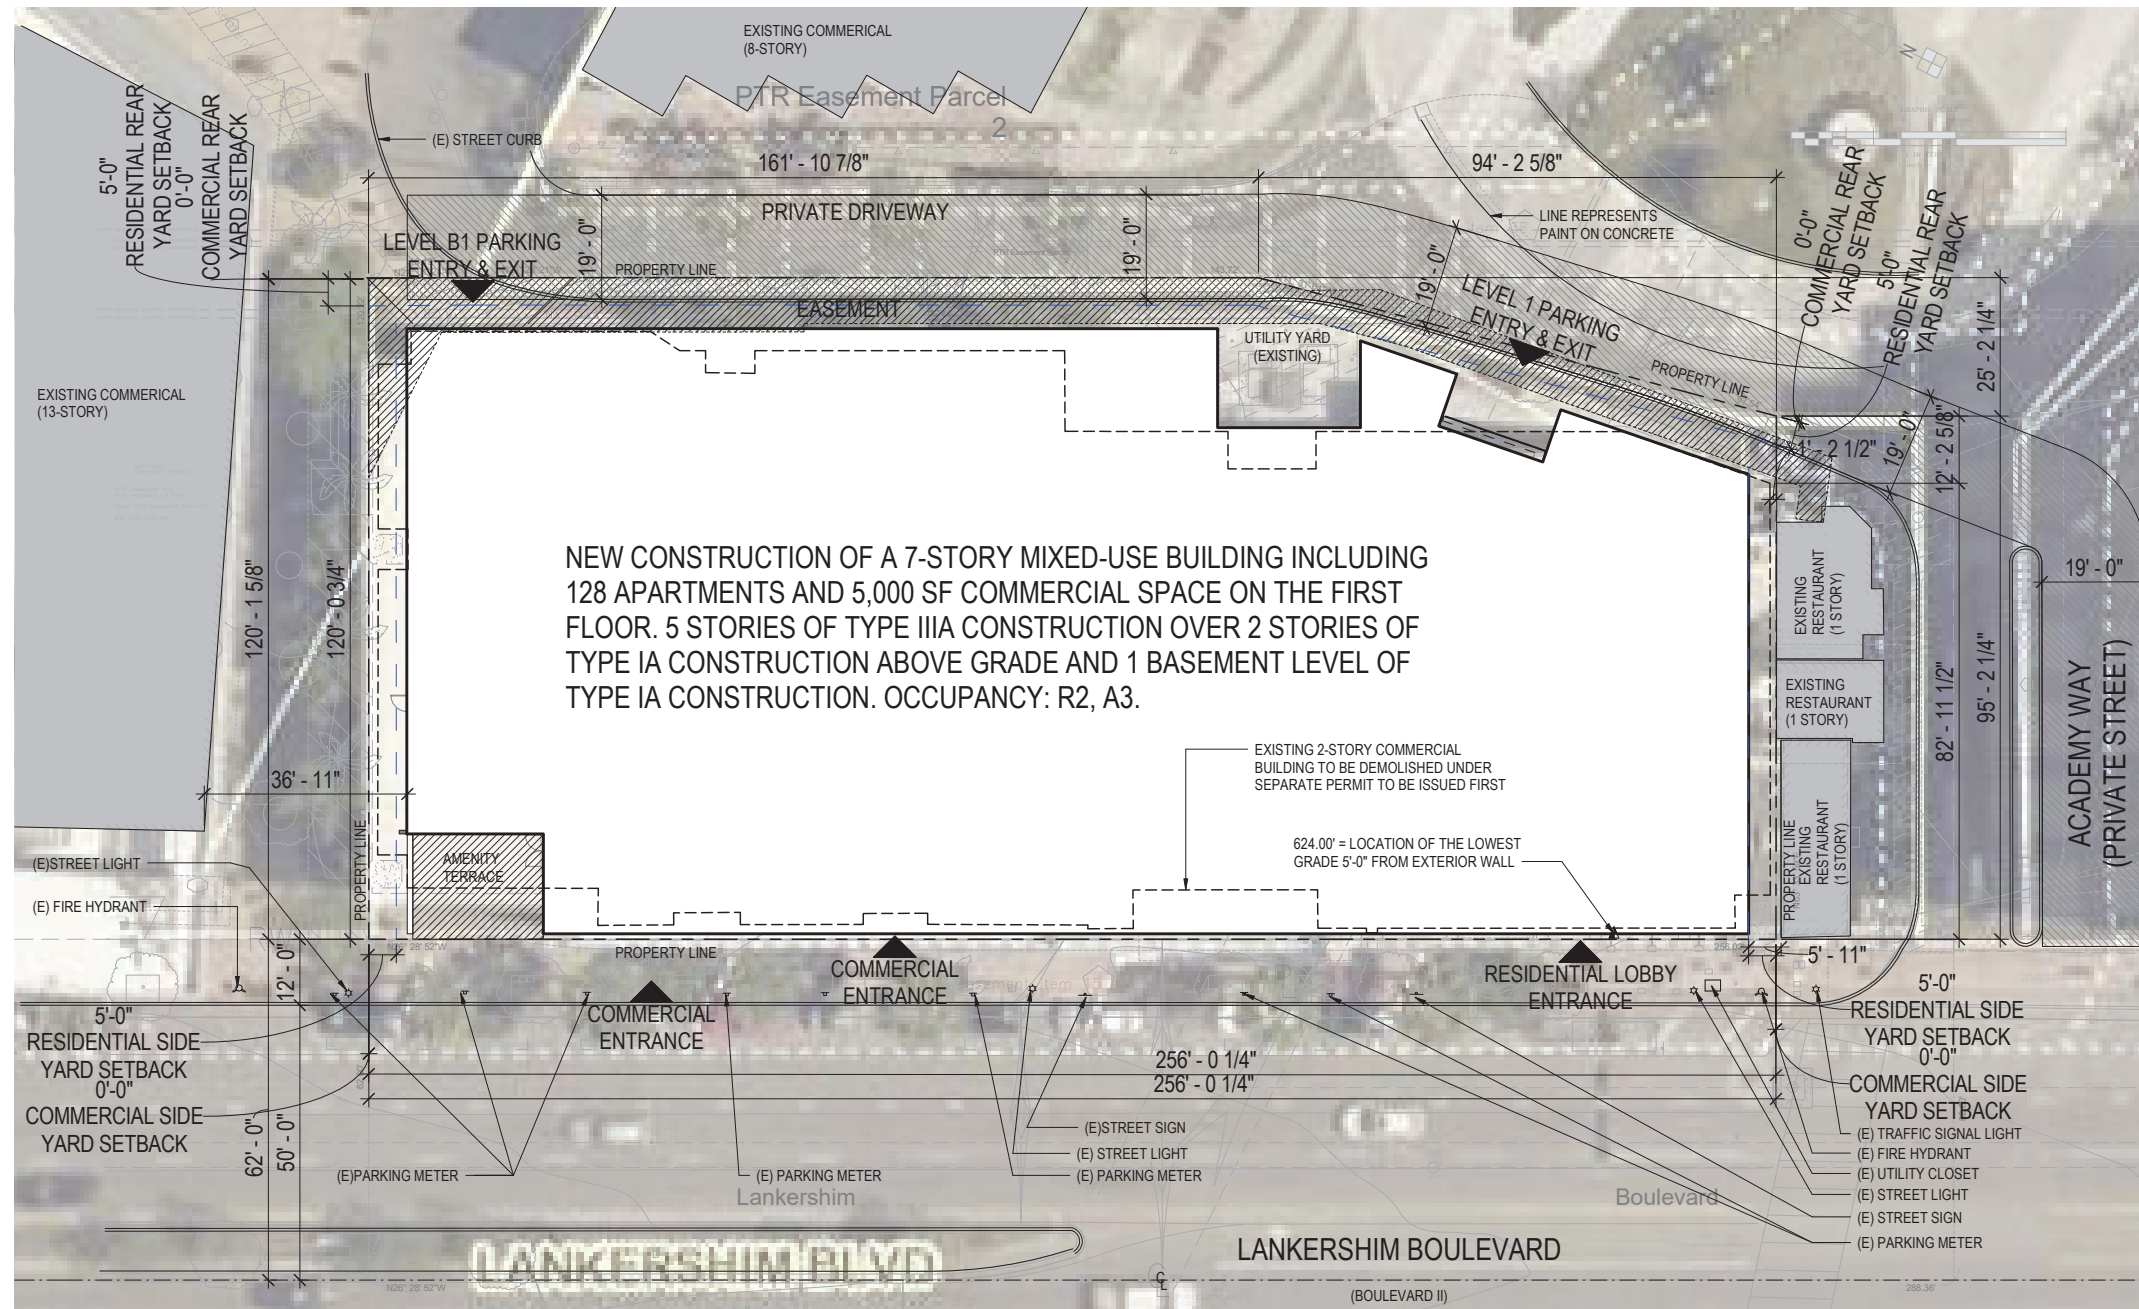 EXISTING COMMERICAL
(8-STORY)
PTR Easement Parcel
2
(E) STREET CURB
161' - 10 7/8"
94' - 2 5/8"
N
5'-0"
RESIDENTIAL REAR
YARD SETBACK
0'-0"
COMMERCIAL REAR
YARD SETBACK
PRIVATE DRIVEWAY
LINE REPRESENTS
PAINT ON CONCRETE
0'-0"
COMMERCIAL REAR
YARD SETBACK
5'-0"
RESIDENTIAL REAR
YARD SETBACK
LEVEL B1 PARKING
ENTRY & EXIT
19' - 0"
PROPERTY LINE
19' - 0"
19' - 0"
LEVEL 1 PARKING
ENTRY & EXIT
EASEMENT
UTILITY YARD
(EXISTING)
PROPERTY LINE
25' - 2 1/4"
EXISTING COMMERICAL
(13-STORY)
1' - 2 1/2"
19' - 0"
12' - 2 5/8"
120' - 1 5/8"
120' - 0 3/4"
NEW CONSTRUCTION OF A 7-STORY MIXED-USE BUILDING INCLUDING
128 APARTMENTS AND 5,000 SF COMMERCIAL SPACE ON THE FIRST
FLOOR. 5 STORIES OF TYPE IIIA CONSTRUCTION OVER 2 STORIES OF
TYPE IA CONSTRUCTION ABOVE GRADE AND 1 BASEMENT LEVEL OF
TYPE IA CONSTRUCTION. OCCUPANCY: R2, A3.
EXISTING
RESTAURANT
(1 STORY)
19' - 0"
EXISTING
RESTAURANT
(1 STORY)
82' - 11 1/2"
95' - 2 1/4"
ACADEMY WAY
(PRIVATE STREET)
36' - 11"
EXISTING 2-STORY COMMERCIAL
BUILDING TO BE DEMOLISHED UNDER
SEPARATE PERMIT TO BE ISSUED FIRST
624.00' = LOCATION OF THE LOWEST
GRADE 5'-0" FROM EXTERIOR WALL
PROPERTY LINE
EXISTING
RESTAURANT
(1 STORY)
(E)STREET LIGHT
(E) FIRE HYDRANT
PROPERTY LINE
AMENITY
TERRACE
N26° 28' 52"W
PROPERTY LINE
256.02'
12' - 0"
COMMERCIAL
ENTRANCE
COMMERCIAL
ENTRANCE
RESIDENTIAL LOBBY
ENTRANCE
5' - 11"
5'-0"
RESIDENTIAL SIDE
YARD SETBACK
0'-0"
COMMERCIAL SIDE
YARD SETBACK
5'-0"
RESIDENTIAL SIDE
YARD SETBACK
0'-0"
COMMERCIAL SIDE
YARD SETBACK
256' - 0 1/4"
256' - 0 1/4"
62' - 0"
50' - 0"
(E)PARKING METER
(E) PARKING METER
(E)STREET SIGN
(E) STREET LIGHT
(E) PARKING METER
(E) TRAFFIC SIGNAL LIGHT
(E) FIRE HYDRANT
(E) UTILITY CLOSET
(E) STREET LIGHT
(E) STREET SIGN
(E) PARKING METER
Lankershim
Boulevard
LANKERSHIM BLVD
LANKERSHIM BOULEVARD
(BOULEVARD II)
CL
N26° 28' 52"W
288.36'